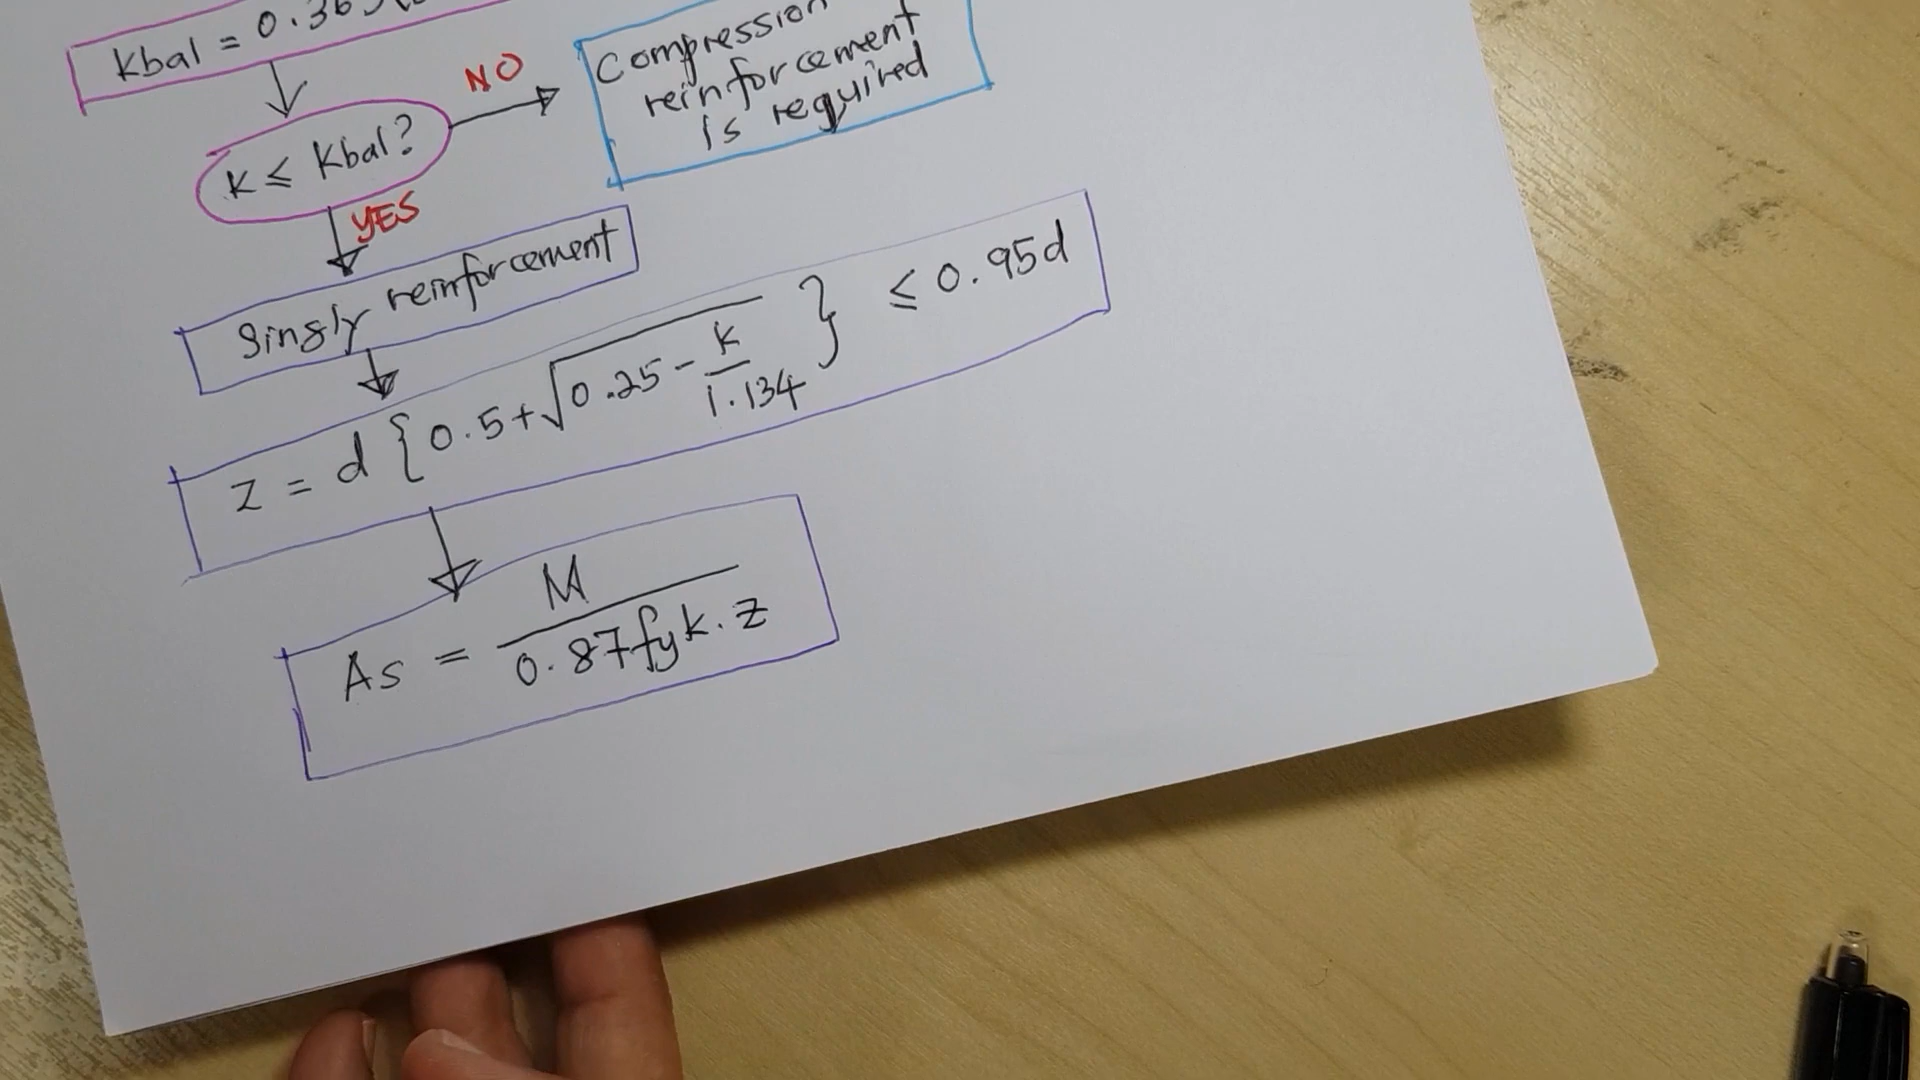 Kbal = 0.36
K ≤ Kbal?
NO
Compression
reinforcement
is required
YES
Singly reinforcement
z = d { 0.5 + √ 0.25 - k / 1.134 } ≤ 0.95d
As = M / 0.87fyk . z